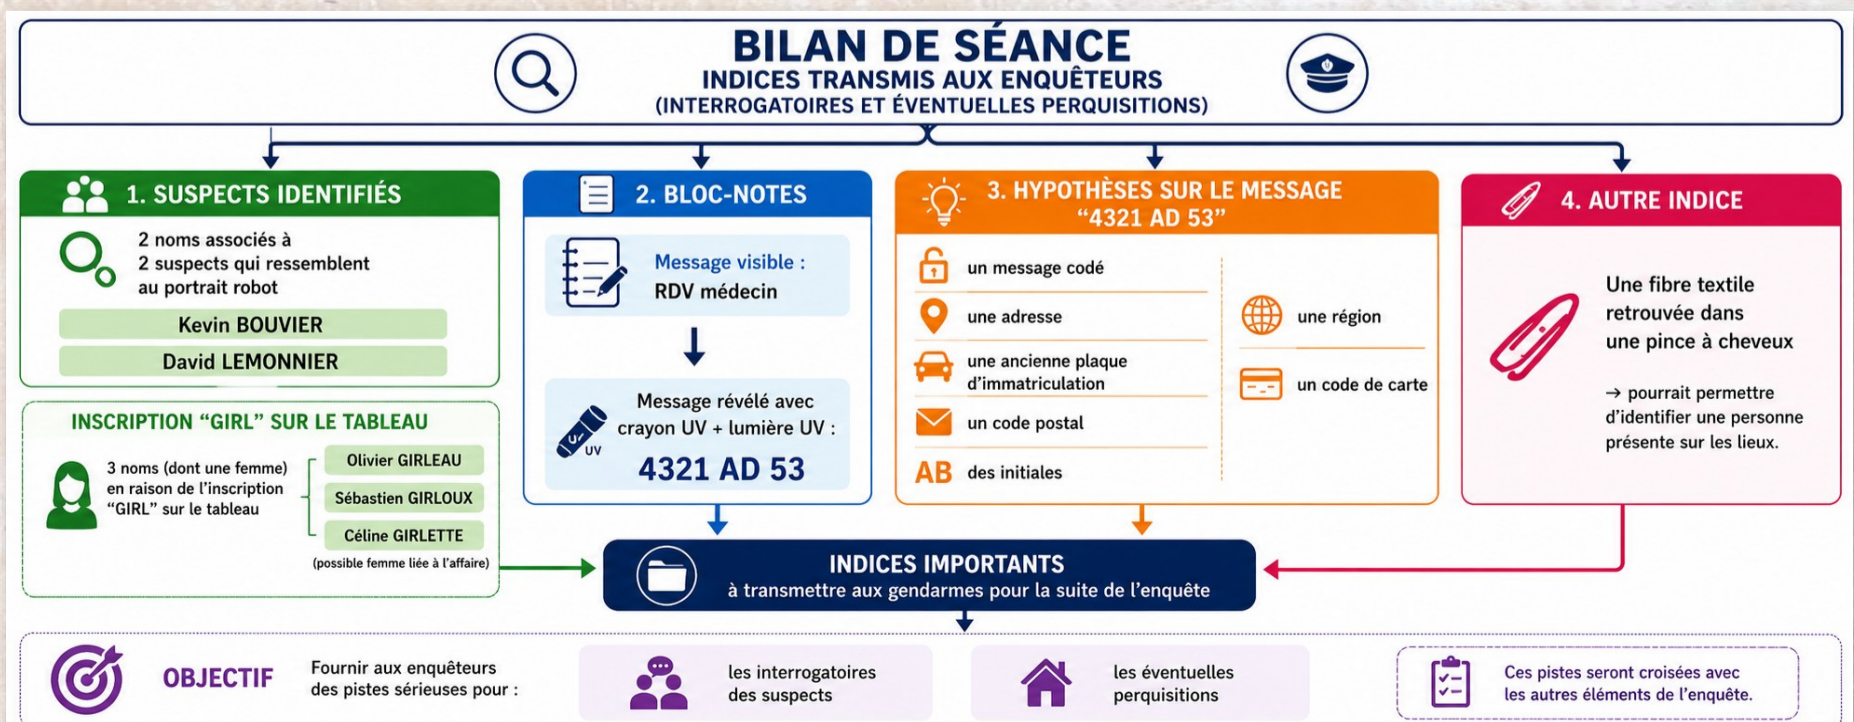 BILAN DE SÉANCE
INDICES TRANSMIS AUX ENQUÊTEURS
(INTERROGATOIRES ET ÉVENTUELLES PERQUISITIONS)
1. SUSPECTS IDENTIFIÉS
2 noms associés à
2 suspects qui ressemblent
au portrait robot
Kevin BOUVIER
David LEMONNIER
INSCRIPTION “GIRL” SUR LE TABLEAU
3 noms (dont une femme)
en raison de l’inscription
“GIRL” sur le tableau
Olivier GIRLEAU
Sébastien GIRLOUX
Céline GIRLETTE
(possible femme liée à l’affaire)
2. BLOC-NOTES
Message visible :
RDV médecin
Message révélé avec
crayon UV + lumière UV :
UV
4321 AD 53
3. HYPOTHÈSES SUR LE MESSAGE
“4321 AD 53”
un message codé
une adresse
une ancienne plaque
d’immatriculation
un code postal
AB des initiales
une région
un code de carte
4. AUTRE INDICE
Une fibre textile
retrouvée dans
une pince à cheveux
→ pourrait permettre
d’identifier une personne
présente sur les lieux.
INDICES IMPORTANTS
à transmettre aux gendarmes pour la suite de l’enquête
OBJECTIF
Fournir aux enquêteurs
des pistes sérieuses pour :
les interrogatoires
des suspects
les éventuelles
perquisitions
Ces pistes seront croisées avec
les autres éléments de l’enquête.